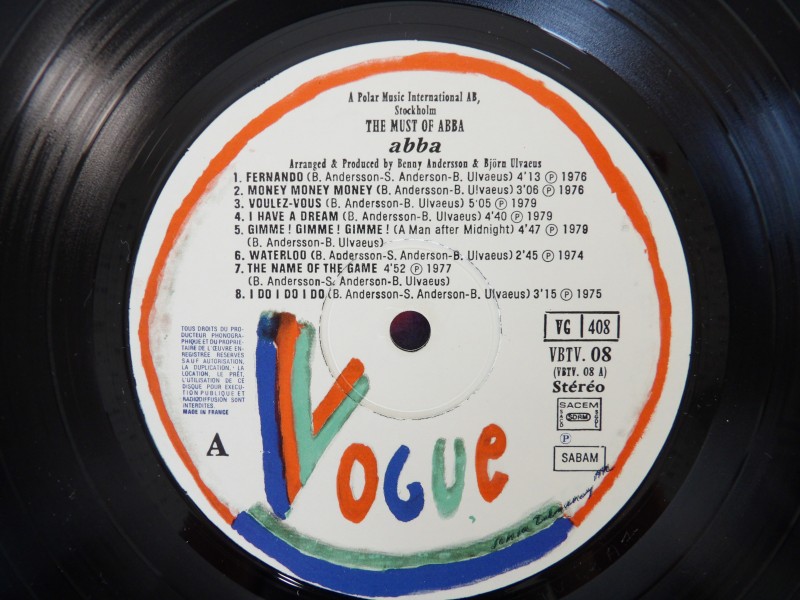 A Polar Music International AB,
Stockholm
THE MUST OF ABBA
abba
Arranged & Produced by Benny Andersson & Björn Ulvaeus
1. FERNANDO (B. Andersson-S. Anderson-B. Ulvaeus) 4'13 Ⓟ 1976
2. MONEY MONEY MONEY (B. Andersson-B. Ulvaeus) 3'06 Ⓟ 1976
3. VOULEZ-VOUS (B. Andersson-B. Ulvaeus) 5'05 Ⓟ 1979
4. I HAVE A DREAM (B. Andersson-B. Ulvaeus) 4'40 Ⓟ 1979
5. GIMME! GIMME! GIMME! (A Man after Midnight) 4'47 Ⓟ 1979
(B. Andersson-B. Ulvaeus)
6. WATERLOO (B. Andersson-S. Anderson-B. Ulvaeus) 2'45 Ⓟ 1974
7. THE NAME OF THE GAME 4'52 Ⓟ 1977
(B. Andersson-S. Anderson-B. Ulvaeus)
8. I DO I DO I DO (B. Andersson-S. Anderson-B. Ulvaeus) 3'15 Ⓟ 1975
TOUS DROITS DU PRO-
DUCTEUR PHONOGRA-
PHIQUE ET DU PROPRIE-
TAIRE DE L'ŒUVRE EN-
REGISTRÉE RESERVES
SAUF AUTORISATION,
LA DUPLICATION, LA
LOCATION, LE PRÊT,
L'UTILISATION DE CE
DISQUE POUR EXECU-
TION PUBLIQUE ET
RADIODIFFUSION SONT
INTERDITES
MADE IN FRANCE
A
VG 408
VBTV. 08
(VBTV. 08 A)
Stéréo
SACEM
SACD SDRM SGDL
Ⓟ
SABAM
VOGUE